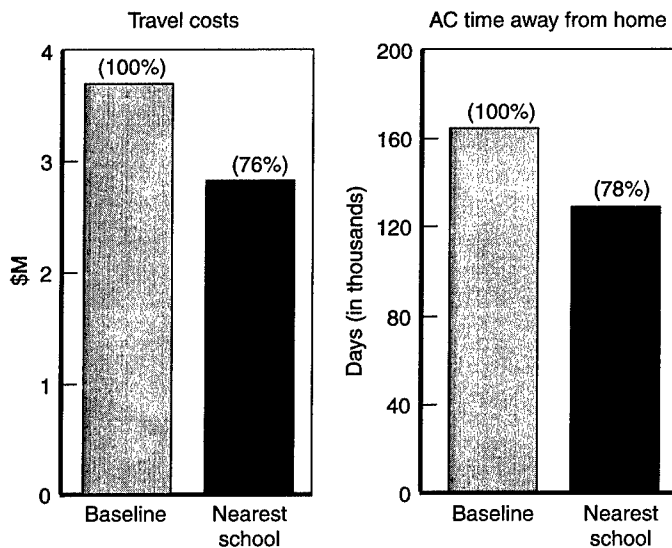 Travel costs
4
3
2
1
0
$M
(100%)
(76%)
Baseline
Nearest
school
AC time away from home
200
160
120
80
40
0
Days (in thousands)
(100%)
(78%)
Baseline
Nearest
school